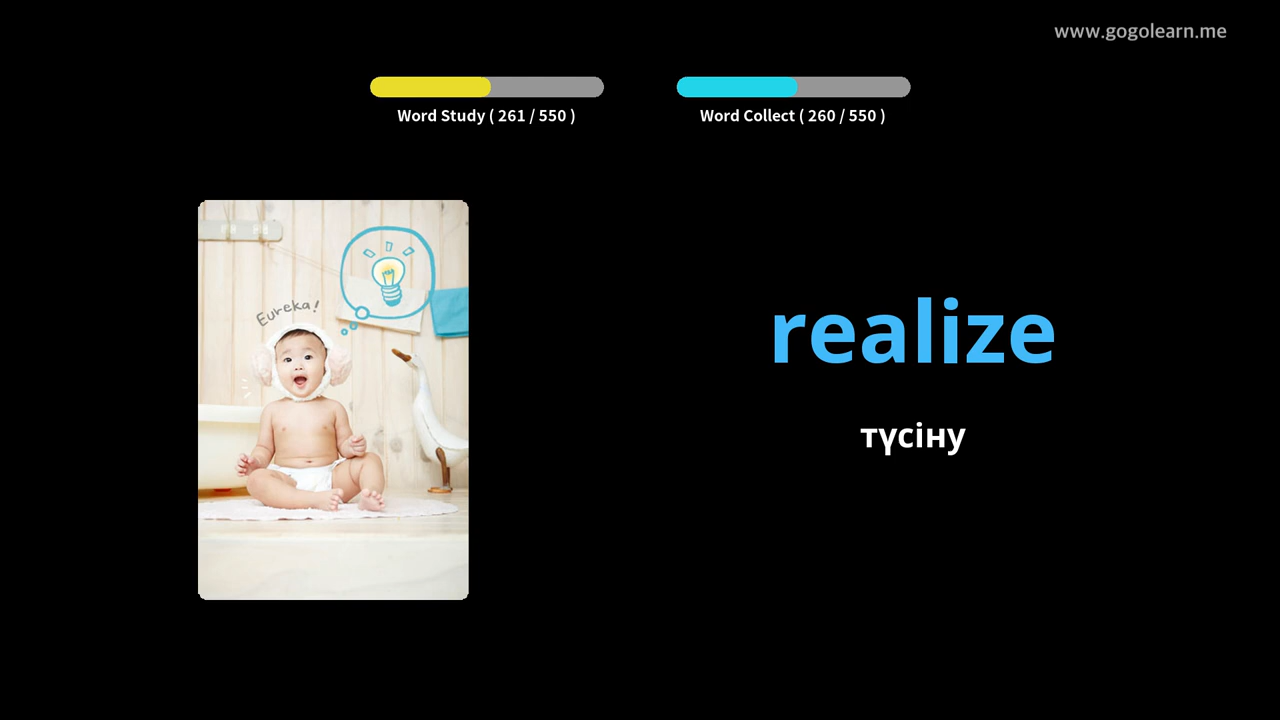 www.gogolearn.me
Word Study ( 261 / 550 )
Word Collect ( 260 / 550 )
Eureka!
realize
түсіну